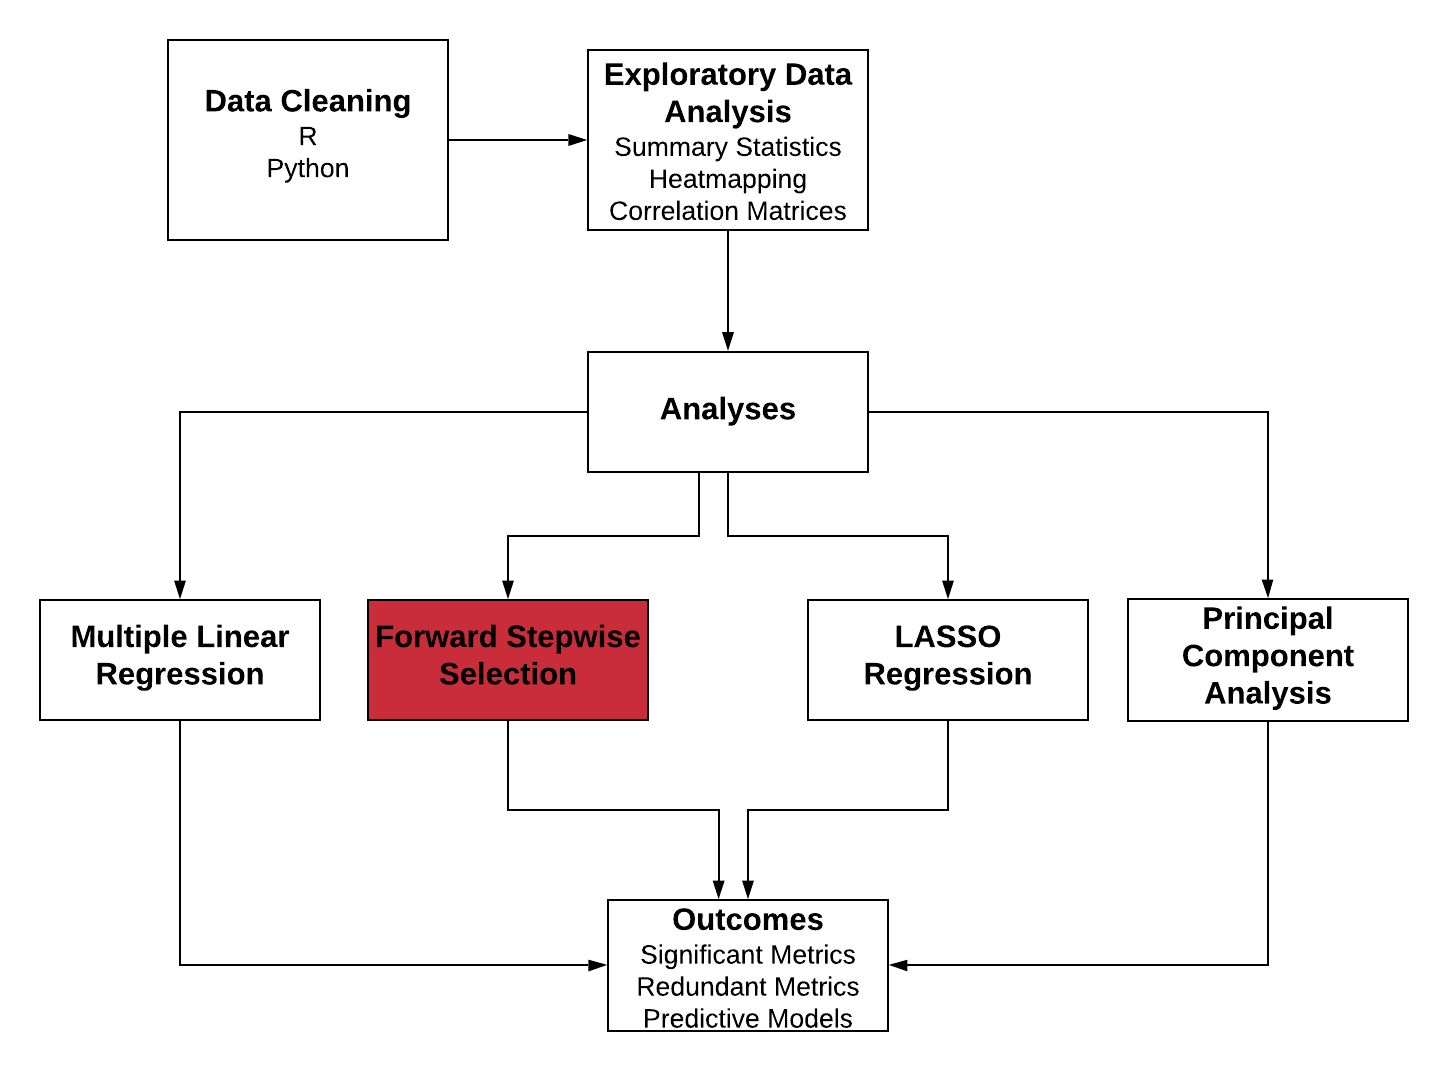 Data Cleaning
R
Python
Exploratory Data
Analysis
Summary Statistics
Heatmapping
Correlation Matrices
Analyses
Multiple Linear
Regression
Forward Stepwise
Selection
LASSO
Regression
Principal
Component
Analysis
Outcomes
Significant Metrics
Redundant Metrics
Predictive Models